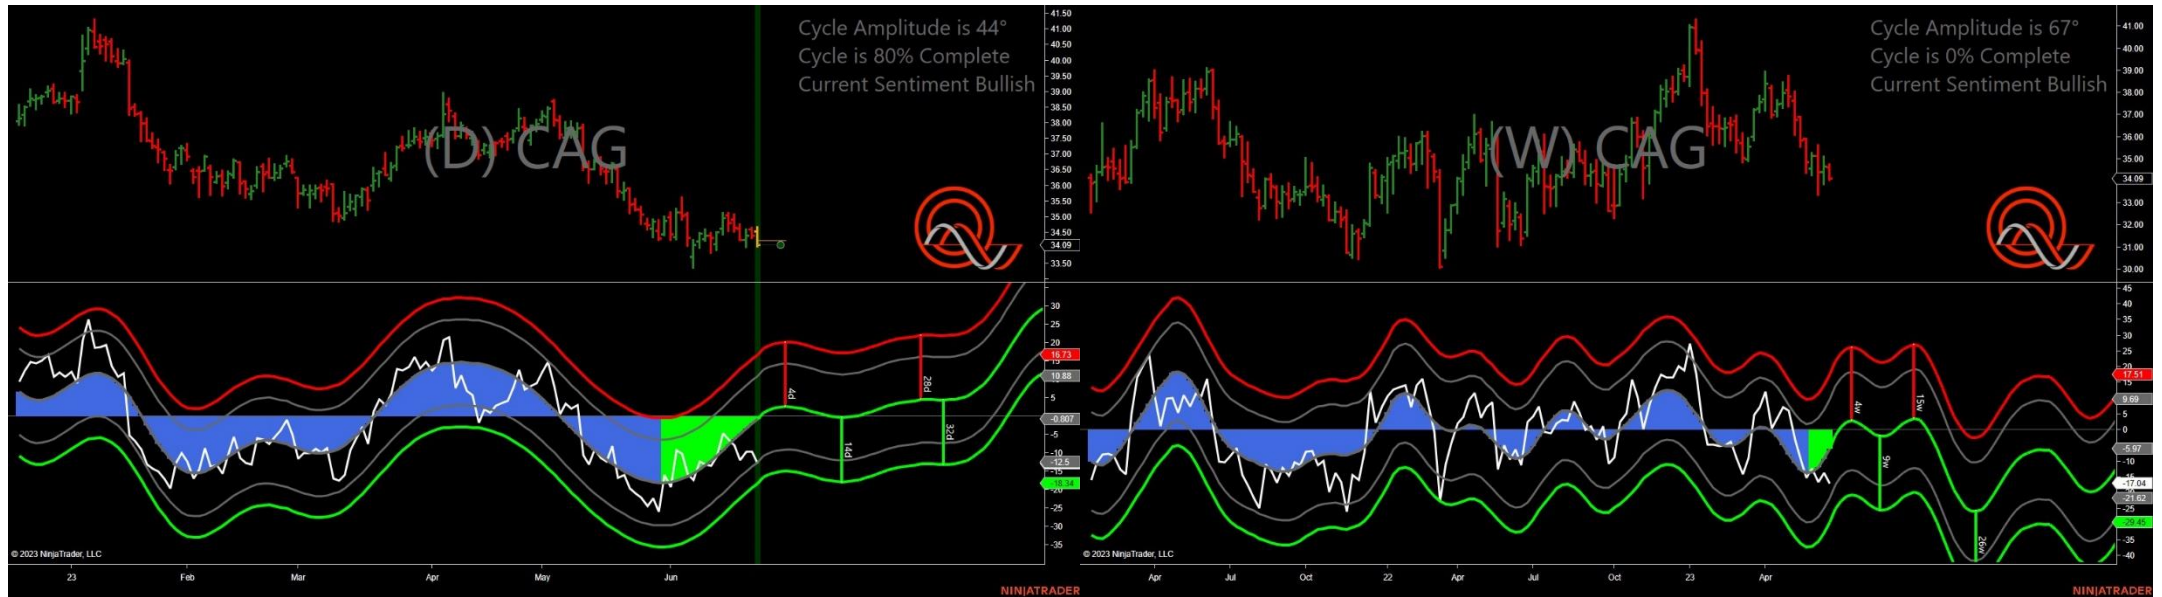 Cycle Amplitude is 44°
Cycle is 80% Complete
Current Sentiment Bullish
(D) CAG
41.50
41.00
40.50
40.00
39.50
39.00
38.50
38.00
37.50
37.00
36.50
36.00
35.50
35.00
34.50
34.09
33.50
30
25
20
16.73
15
10.88
5
-0.807
-5
-10
-12.5
-18.34
-20
-25
-30
-35
4d
14d
28d
32d
© 2023 NinjaTrader, LLC
23
Feb
Mar
Apr
May
Jun
NINJATRADER
Cycle Amplitude is 67°
Cycle is 0% Complete
Current Sentiment Bullish
(W) CAG
41.00
40.00
39.00
38.00
37.00
36.00
35.00
34.09
33.00
32.00
31.00
30.00
45
40
35
30
25
20
17.51
15
9.69
5
0
-5.97
-10
-17.04
-21.62
-25
-29.45
-35
-40
4w
9w
15w
26w
© 2023 NinjaTrader, LLC
Apr
Jul
Oct
22
Apr
Jul
Oct
23
Apr
NINJATRADER